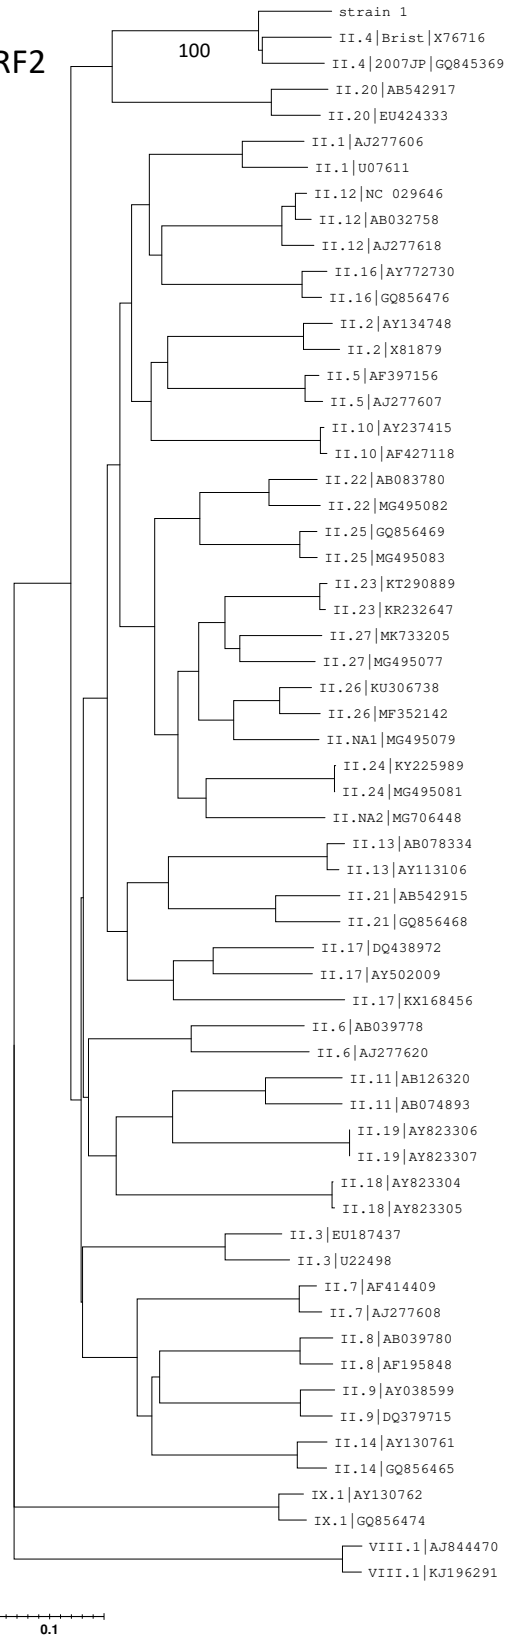 strain 1
II.4|Brist|X76716
100
RF2
II.4|2007JP|GQ845369
II.20|AB542917
II.20|EU424333
II.1|AJ277606
II.1|U07611
II.12|NC 029646
II.12|AB032758
II.12|AJ277618
II.16|AY772730
II.16|GQ856476
II.2|AY134748
II.2|X81879
II.5|AF397156
II.5|AJ277607
II.10|AY237415
II.10|AF427118
II.22|AB083780
II.22|MG495082
II.25|GQ856469
II.25|MG495083
II.23|KT290889
II.23|KR232647
II.27|MK733205
II.27|MG495077
II.26|KU306738
II.26|MF352142
II.NA1|MG495079
II.24|KY225989
II.24|MG495081
II.NA2|MG706448
II.13|AB078334
II.13|AY113106
II.21|AB542915
II.21|GQ856468
II.17|DQ438972
II.17|AY502009
II.17|KX168456
II.6|AB039778
II.6|AJ277620
II.11|AB126320
II.11|AB074893
II.19|AY823306
II.19|AY823307
II.18|AY823304
II.18|AY823305
II.3|EU187437
II.3|U22498
II.7|AF414409
II.7|AJ277608
II.8|AB039780
II.8|AF195848
II.9|AY038599
II.9|DQ379715
II.14|AY130761
II.14|GQ856465
IX.1|AY130762
IX.1|GQ856474
VIII.1|AJ844470
VIII.1|KJ196291
0.1